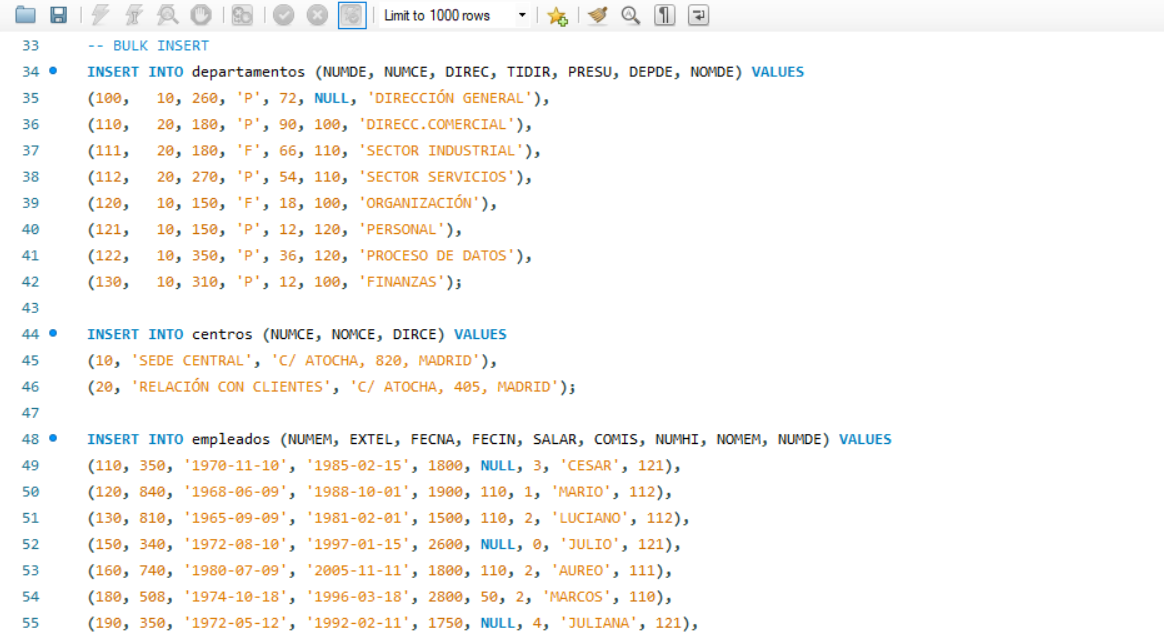 Limit to 1000 rows
33 -- BULK INSERT
34 INSERT INTO departamentos (NUMDE, NUMCE, DIREC, TIDIR, PRESU, DEPDE, NOMDE) VALUES
35 (100, 10, 260, 'P', 72, NULL, 'DIRECCIÓN GENERAL'),
36 (110, 20, 180, 'P', 90, 100, 'DIRECC.COMERCIAL'),
37 (111, 20, 180, 'F', 66, 110, 'SECTOR INDUSTRIAL'),
38 (112, 20, 270, 'P', 54, 110, 'SECTOR SERVICIOS'),
39 (120, 10, 150, 'F', 18, 100, 'ORGANIZACIÓN'),
40 (121, 10, 150, 'P', 12, 120, 'PERSONAL'),
41 (122, 10, 350, 'P', 36, 120, 'PROCESO DE DATOS'),
42 (130, 10, 310, 'P', 12, 100, 'FINANZAS');
43
44 INSERT INTO centros (NUMCE, NOMCE, DIRCE) VALUES
45 (10, 'SEDE CENTRAL', 'C/ ATOCHA, 820, MADRID'),
46 (20, 'RELACIÓN CON CLIENTES', 'C/ ATOCHA, 405, MADRID');
47
48 INSERT INTO empleados (NUMEM, EXTEL, FECNA, FECIN, SALAR, COMIS, NUMHI, NOMEM, NUMDE) VALUES
49 (110, 350, '1970-11-10', '1985-02-15', 1800, NULL, 3, 'CESAR', 121),
50 (120, 840, '1968-06-09', '1988-10-01', 1900, 110, 1, 'MARIO', 112),
51 (130, 810, '1965-09-09', '1981-02-01', 1500, 110, 2, 'LUCIANO', 112),
52 (150, 340, '1972-08-10', '1997-01-15', 2600, NULL, 0, 'JULIO', 121),
53 (160, 740, '1980-07-09', '2005-11-11', 1800, 110, 2, 'AUREO', 111),
54 (180, 508, '1974-10-18', '1996-03-18', 2800, 50, 2, 'MARCOS', 110),
55 (190, 350, '1972-05-12', '1992-02-11', 1750, NULL, 4, 'JULIANA', 121),